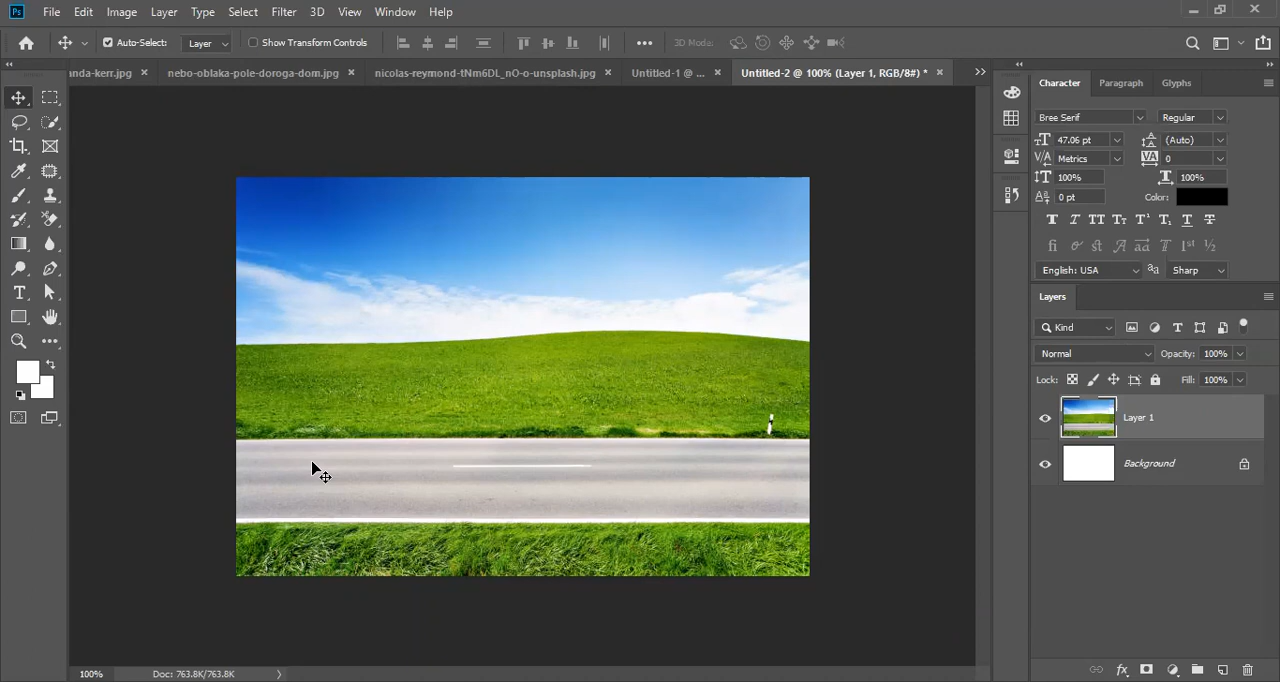 Ps File Edit Image Layer Type Select Filter 3D View Window Help
Auto-Select: Layer Show Transform Controls 3D Mode:
nda-kerr.jpg nebo-oblaka-pole-doroga-dom.jpg nicolas-reymond-tNm6DL_nO-o-unsplash.jpg Untitled-1 @ ... Untitled-2 @ 100% (Layer 1, RGB/8#) *
Character Paragraph Glyphs
Bree Serif Regular
47.06 pt (Auto)
Metrics 0
100% 100%
0 pt Color:
English: USA aa Sharp
Layers
Kind
Normal Opacity: 100%
Lock: Fill: 100%
Layer 1
Background
100% Doc: 763.8K/763.8K